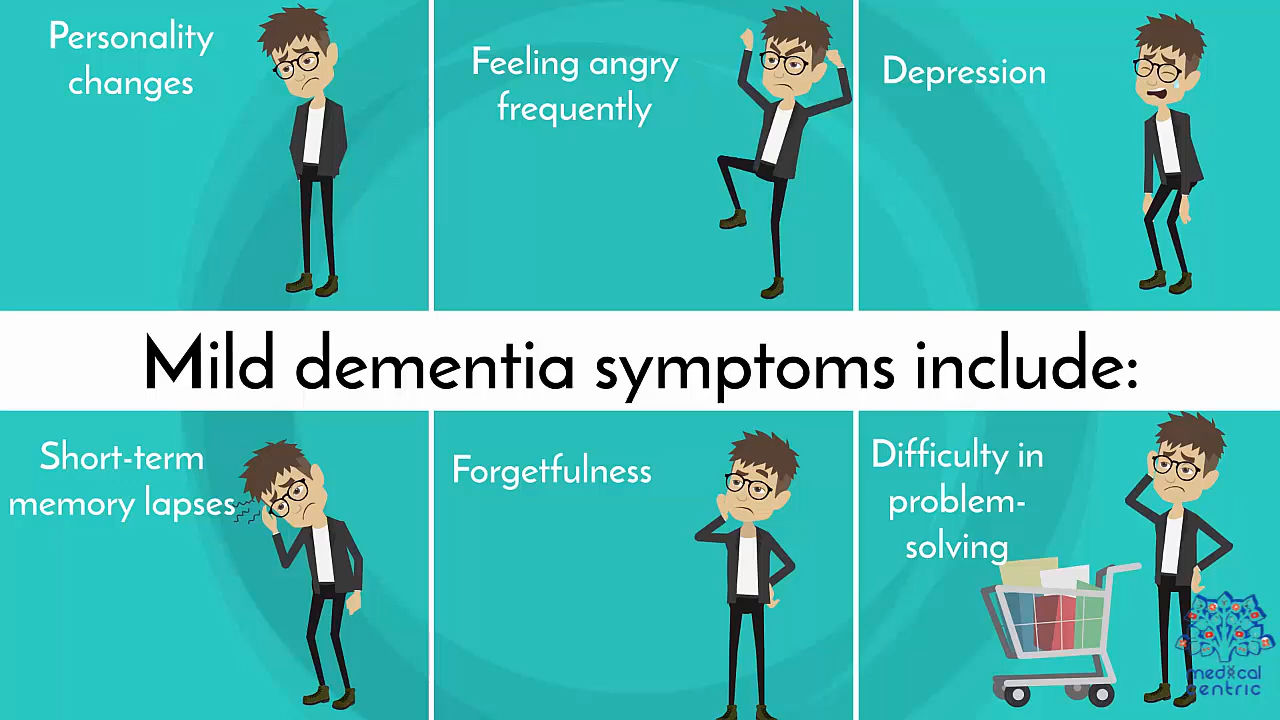 Personality
changes
Feeling angry
frequently
Depression
Mild dementia symptoms include:
Short-term
memory lapses
Forgetfulness
Difficulty in
problem-
solving
medical
centric